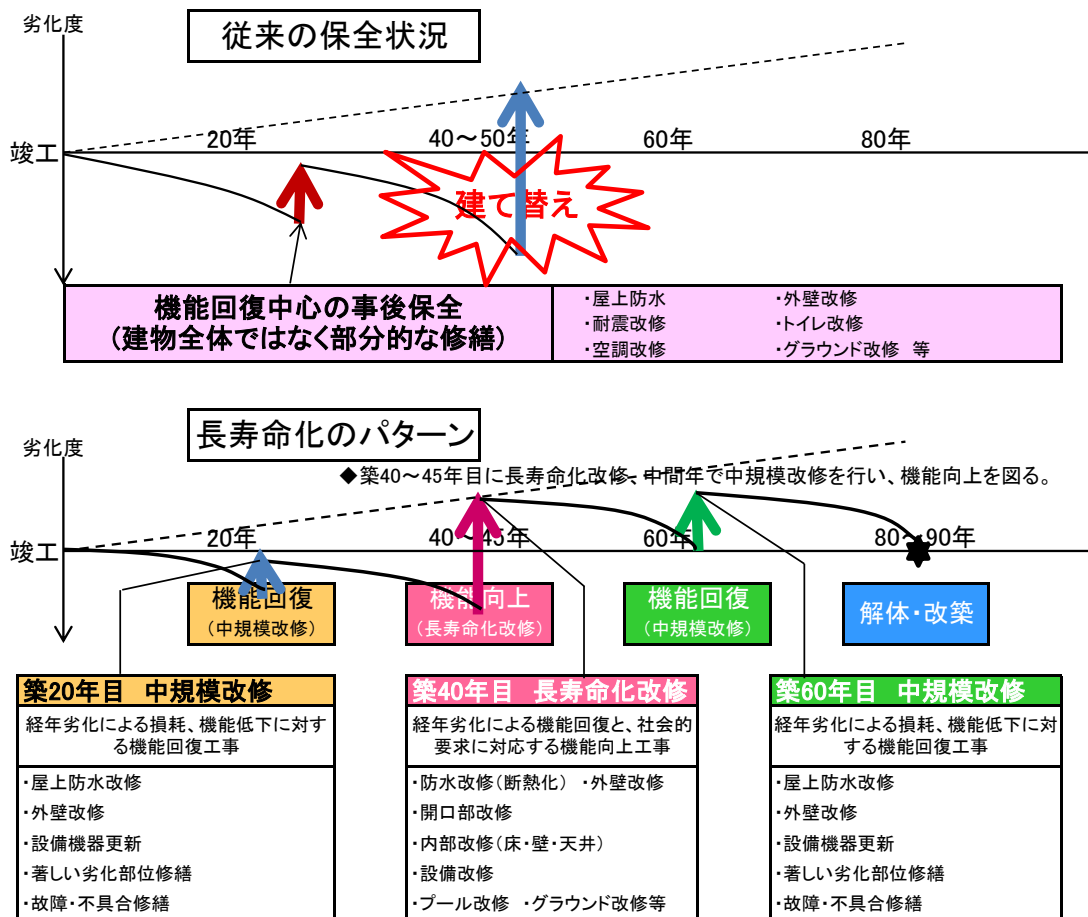 劣化度
従来の保全状況
竣工
20年
40～50年
60年
80年
建て替え
機能回復中心の事後保全
(建物全体ではなく部分的な修繕)
・屋上防水
・外壁改修
・耐震改修
・トイレ改修
・空調改修
・グラウンド改修 等
劣化度
長寿命化のパターン
◆築40～45年目に長寿命化改修、中間年で中規模改修を行い、機能向上を図る。
竣工
20年
40～45年
60年
80～90年
機能回復
(中規模改修)
機能向上
(長寿命化改修)
機能回復
(中規模改修)
解体・改築
築20年目 中規模改修
経年劣化による損耗、機能低下に対す
る機能回復工事
・屋上防水改修
・外壁改修
・設備機器更新
・著しい劣化部位修繕
・故障・不具合修繕
築40年目 長寿命化改修
経年劣化による機能回復と、社会的
要求に対応する機能向上工事
・防水改修(断熱化) ・外壁改修
・開口部改修
・内部改修(床・壁・天井)
・設備改修
・プール改修 ・グラウンド改修等
築60年目 中規模改修
経年劣化による損耗、機能低下に対
する機能回復工事
・屋上防水改修
・外壁改修
・設備機器更新
・著しい劣化部位修繕
・故障・不具合修繕